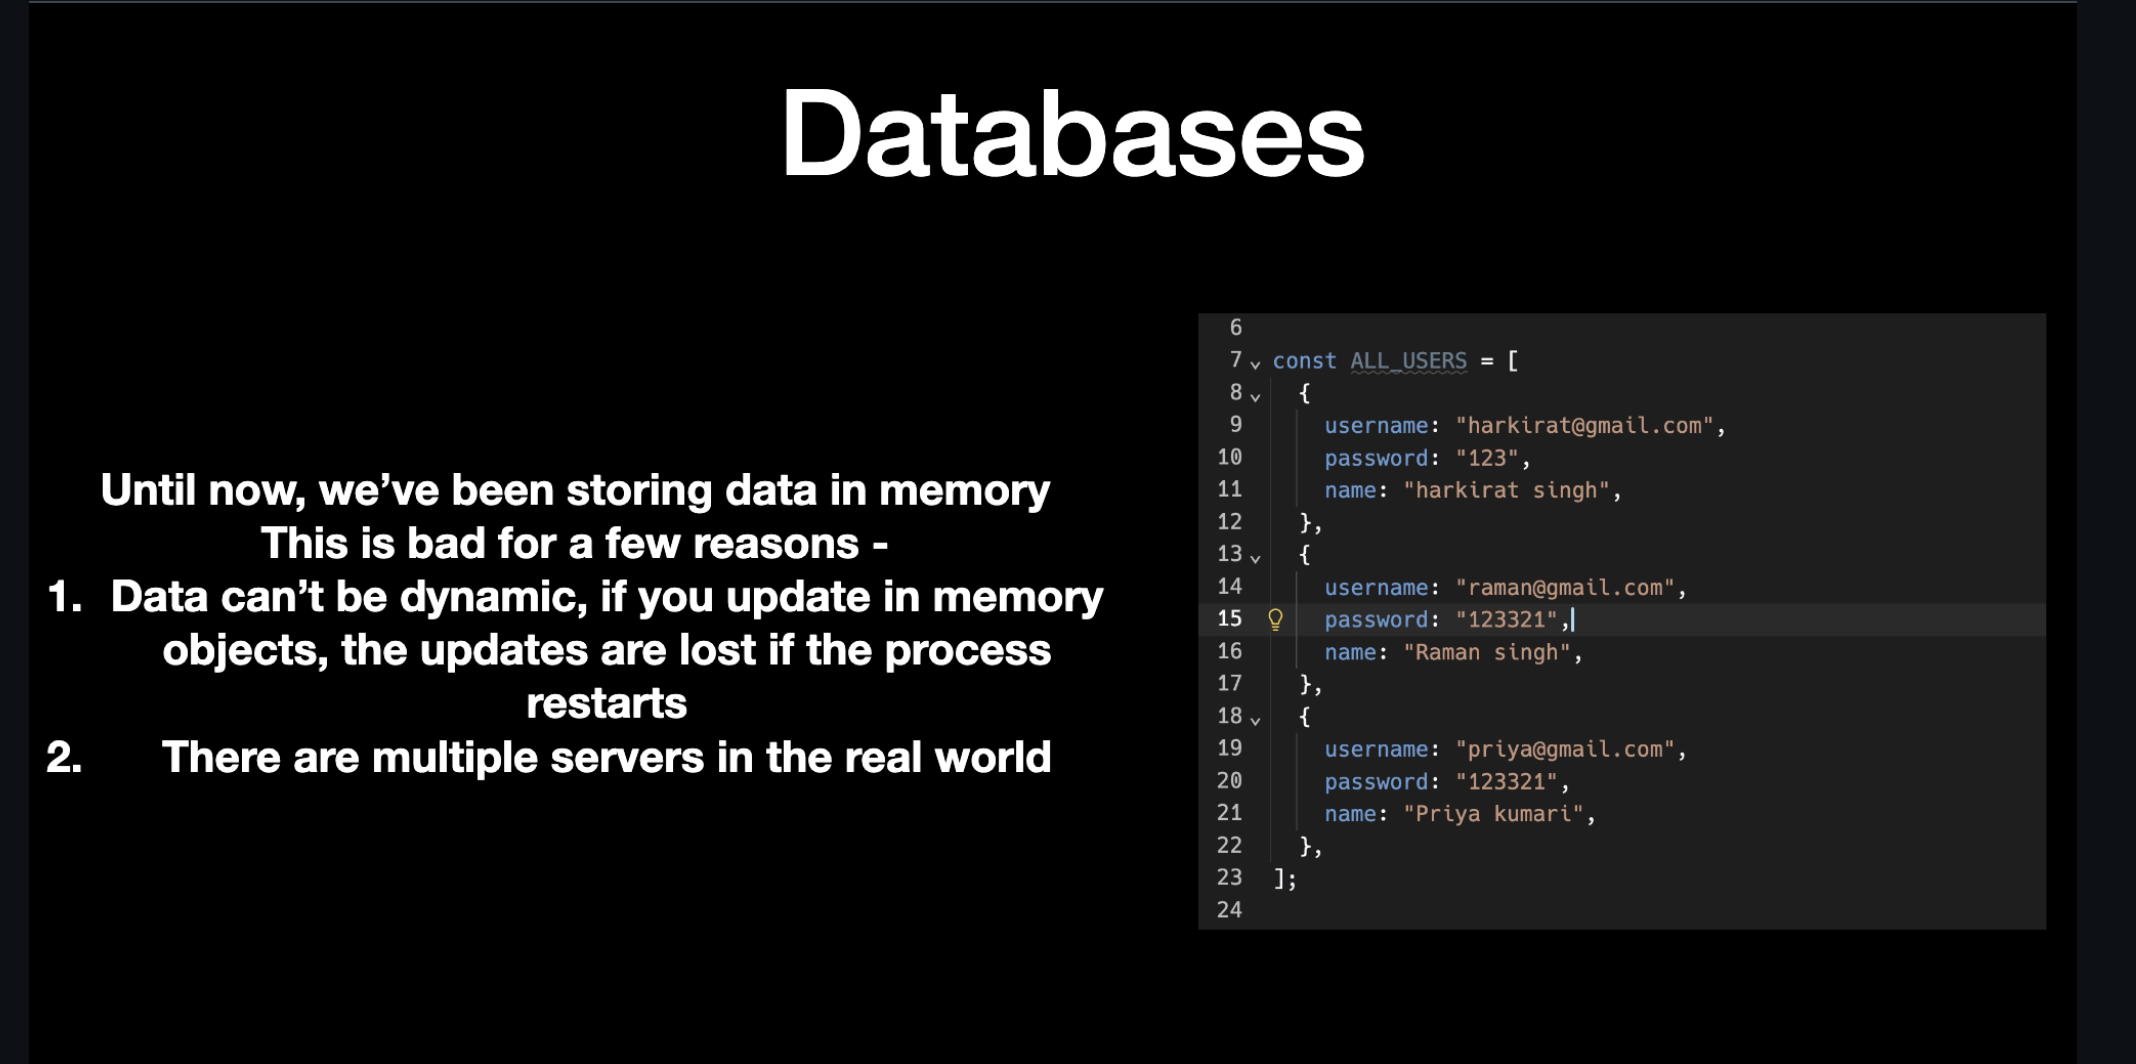 Databases
Until now, we’ve been storing data in memory
This is bad for a few reasons -
1. Data can’t be dynamic, if you update in memory
objects, the updates are lost if the process
restarts
2. There are multiple servers in the real world
6
7 const ALL_USERS = [
8 {
9 username: "harkirat@gmail.com",
10 password: "123",
11 name: "harkirat singh",
12 },
13 {
14 username: "raman@gmail.com",
15 password: "123321",
16 name: "Raman singh",
17 },
18 {
19 username: "priya@gmail.com",
20 password: "123321",
21 name: "Priya kumari",
22 },
23 ];
24